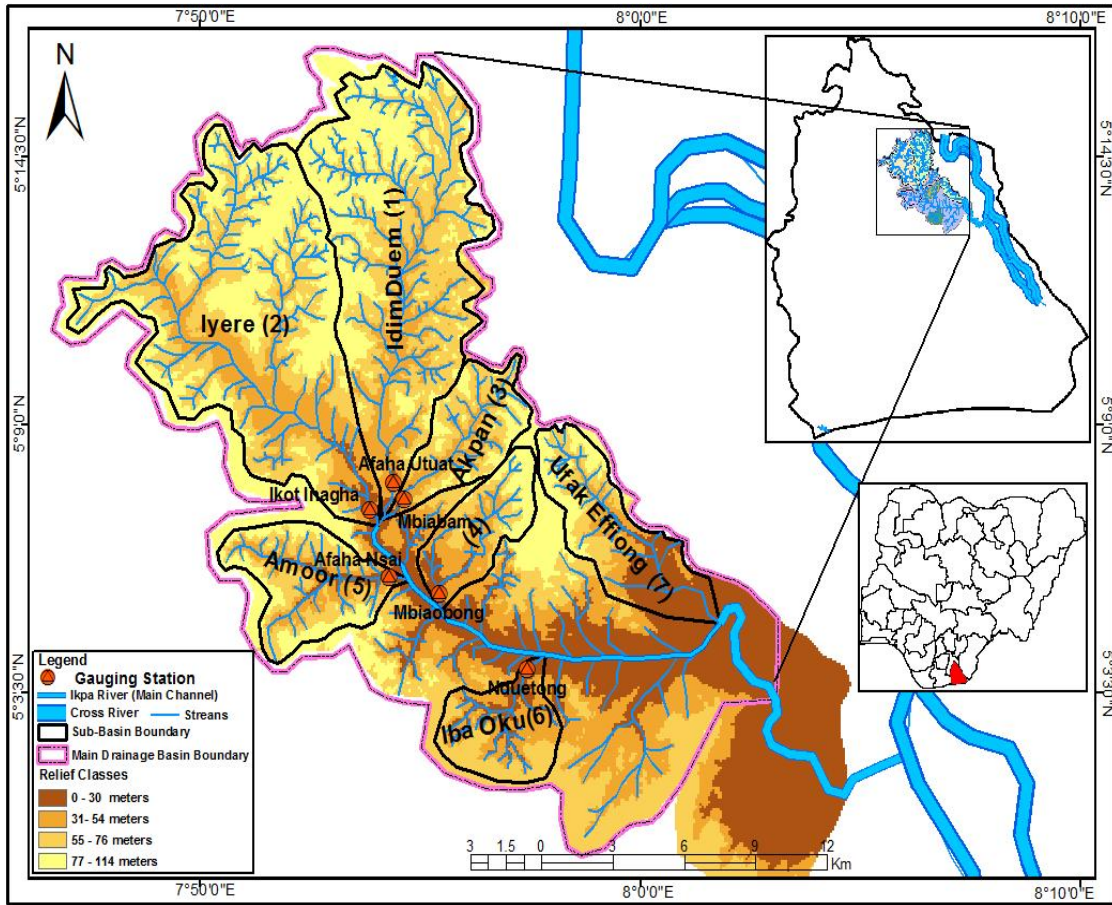 7°50'0"E 8°0'0"E 8°10'0"E
N
5°14'30"N
5°14'30"N
IdimDuem (1)
Iyere (2)
Akpan (3)
5°9'0"N
5°9'0"N
Afaha Utuat
Ikot Inagha
Mbiabam
(4)
Ufak Effiong (7)
Afaha Nsai
Amoor (5)
Mbiaobong
Nduetong
Iba Oku(6)
5°3'30"N
5°3'30"N
Legend
Gauging Station
Ikpa River (Main Channel)
Cross River Streans
Sub-Basin Boundary
Main Drainage Basin Boundary
Relief Classes
0 - 30 meters
31- 54 meters
55 - 76 meters
77 - 114 meters
3 1.5 0 3 6 9 12
Km
7°50'0"E 8°0'0"E 8°10'0"E